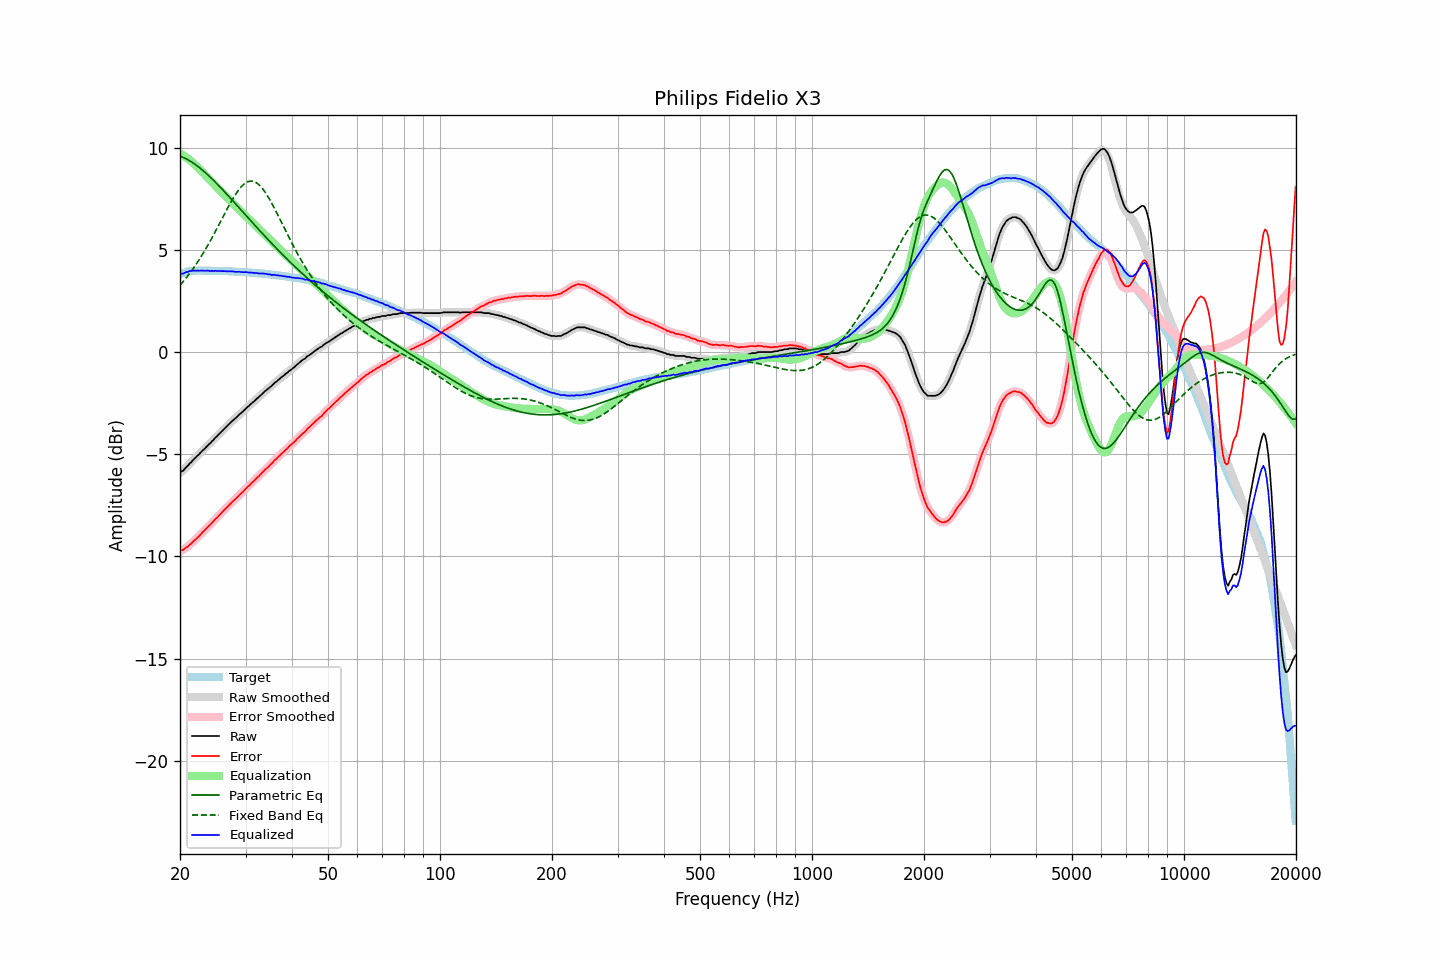 Philips Fidelio X3
10
5
0
−5
−10
−15
−20
Amplitude (dBr)
Target
Raw Smoothed
Error Smoothed
Raw
Error
Equalization
Parametric Eq
Fixed Band Eq
Equalized
20 50 100 200 500 1000 2000 5000 10000 20000
Frequency (Hz)